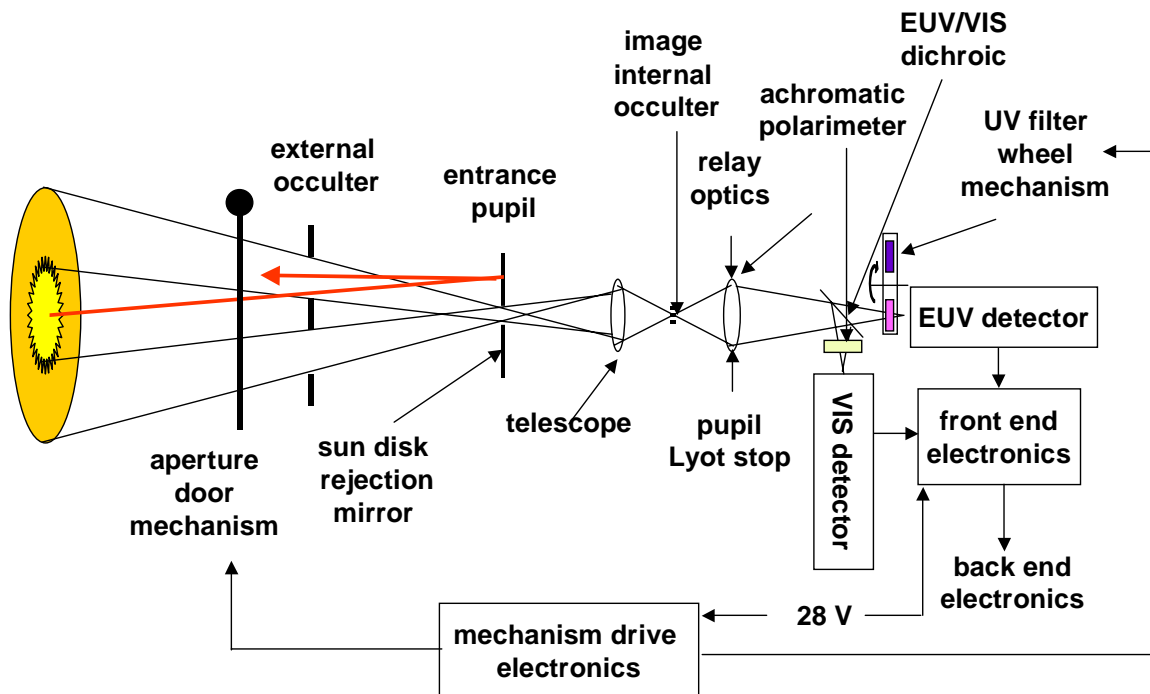 EUV/VIS
dichroic
image
internal
occulter
achromatic
polarimeter
UV filter
wheel
mechanism
external
occulter
relay
optics
entrance
pupil
EUV detector
telescope
pupil
Lyot stop
VIS detector
front end
electronics
sun disk
rejection
mirror
aperture
door
mechanism
back end
electronics
28 V
mechanism drive
electronics